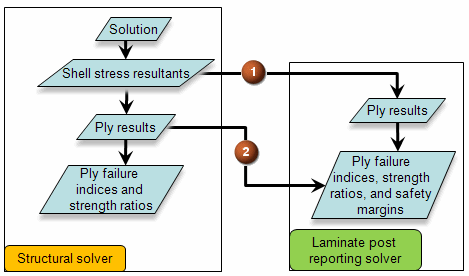 Solution
Shell stress resultants
1
Ply results
Ply results
2
Ply failure
indices and
strength ratios
Ply failure
indices, strength
ratios, and safety
margins
Structural solver
Laminate post
reporting solver